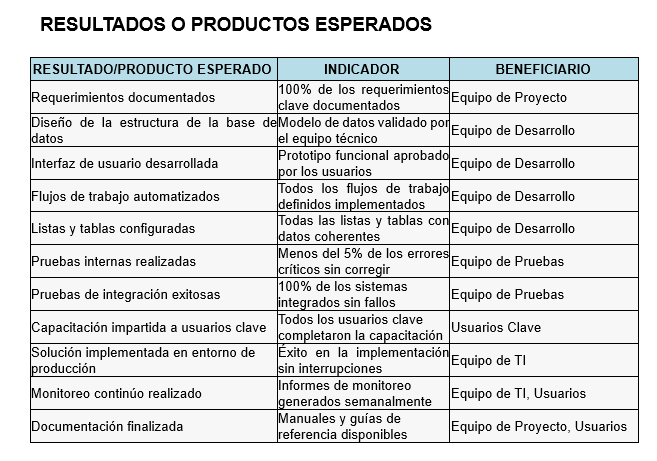 RESULTADOS O PRODUCTOS ESPERADOS
RESULTADO/PRODUCTO ESPERADO INDICADOR BENEFICIARIO
Requerimientos documentados
100% de los requerimientos
clave documentados
Equipo de Proyecto
Diseño de la estructura de la base de
datos
Modelo de datos validado por
el equipo técnico
Equipo de Desarrollo
Interfaz de usuario desarrollada
Prototipo funcional aprobado
por los usuarios
Equipo de Desarrollo
Flujos de trabajo automatizados
Todos los flujos de trabajo
definidos implementados
Equipo de Desarrollo
Listas y tablas configuradas
Todas las listas y tablas con
datos coherentes
Equipo de Desarrollo
Pruebas internas realizadas
Menos del 5% de los errores
críticos sin corregir
Equipo de Pruebas
Pruebas de integración exitosas
100% de los sistemas
integrados sin fallos
Equipo de Pruebas
Capacitación impartida a usuarios clave
Todos los usuarios clave
completaron la capacitación
Usuarios Clave
Solución implementada en entorno de
producción
Éxito en la implementación
sin interrupciones
Equipo de TI
Monitoreo continúo realizado
Informes de monitoreo
generados semanalmente
Equipo de TI, Usuarios
Documentación finalizada
Manuales y guías de
referencia disponibles
Equipo de Proyecto, Usuarios